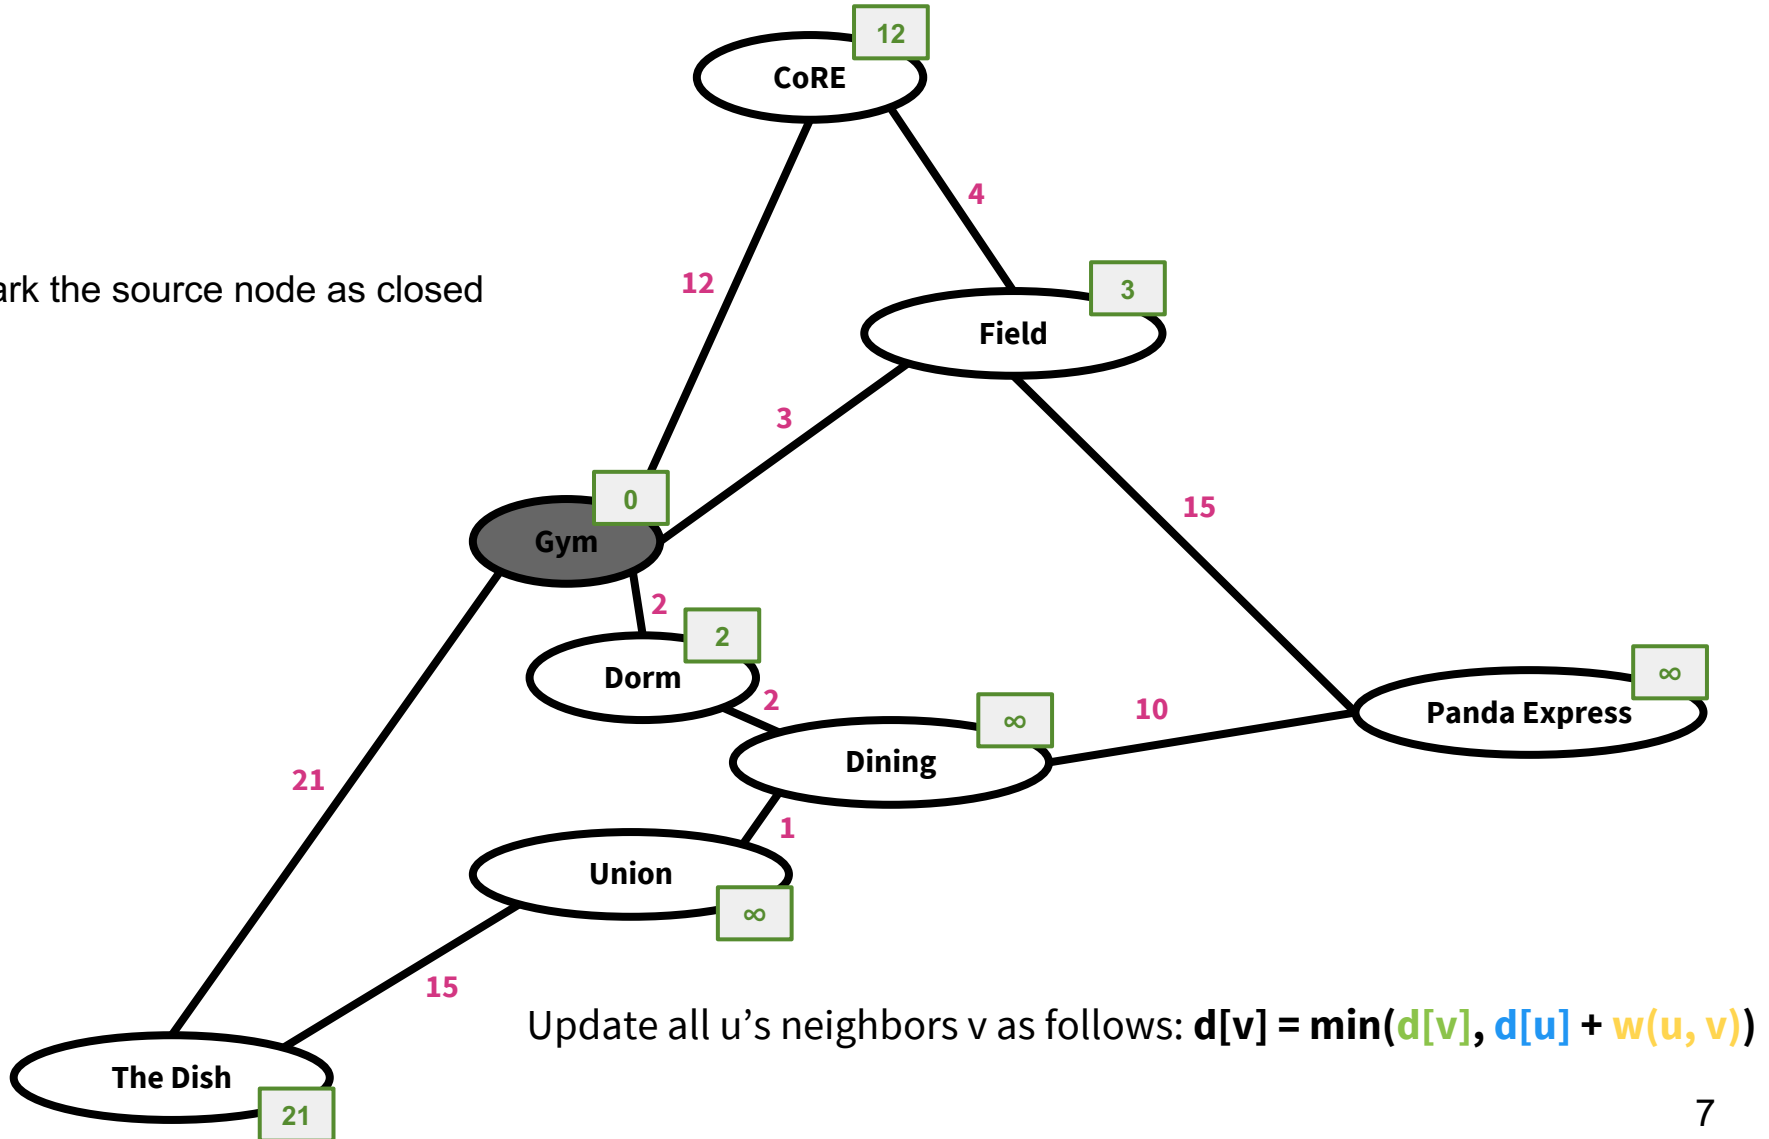 12
CoRE
4
ark the source node as closed
12
3
Field
3
0
15
Gym
2
2
Dorm
2
∞
∞
10
Panda Express
Dining
21
1
Union
∞
15
Update all u’s neighbors v as follows: d[v] = min(d[v], d[u] + w(u, v))
The Dish
21
7